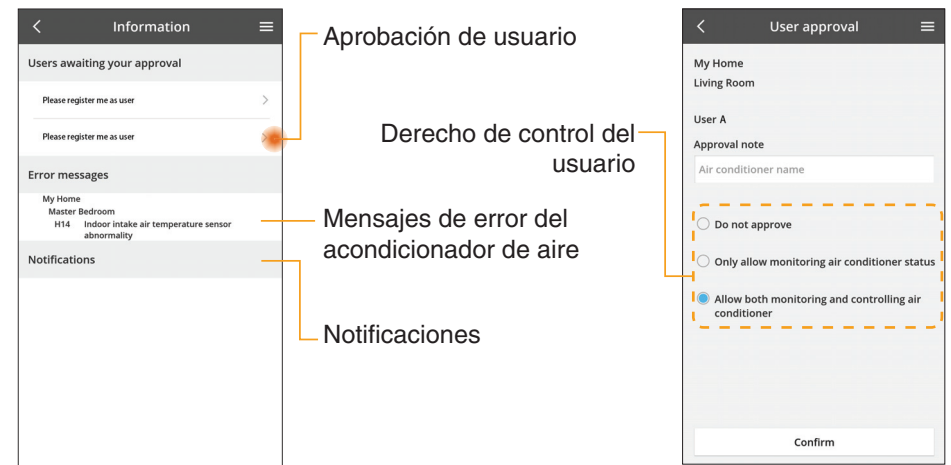 Information
Users awaiting your approval
Please register me as user
Please register me as user
Error messages
My Home
Master Bedroom
H14 Indoor intake air temperature sensor
abnormality
Notifications
Aprobación de usuario
Derecho de control del
usuario
Mensajes de error del
acondicionador de aire
Notificaciones
User approval
My Home
Living Room
User A
Approval note
Air conditioner name
Do not approve
Only allow monitoring air conditioner status
Allow both monitoring and controlling air
conditioner
Confirm